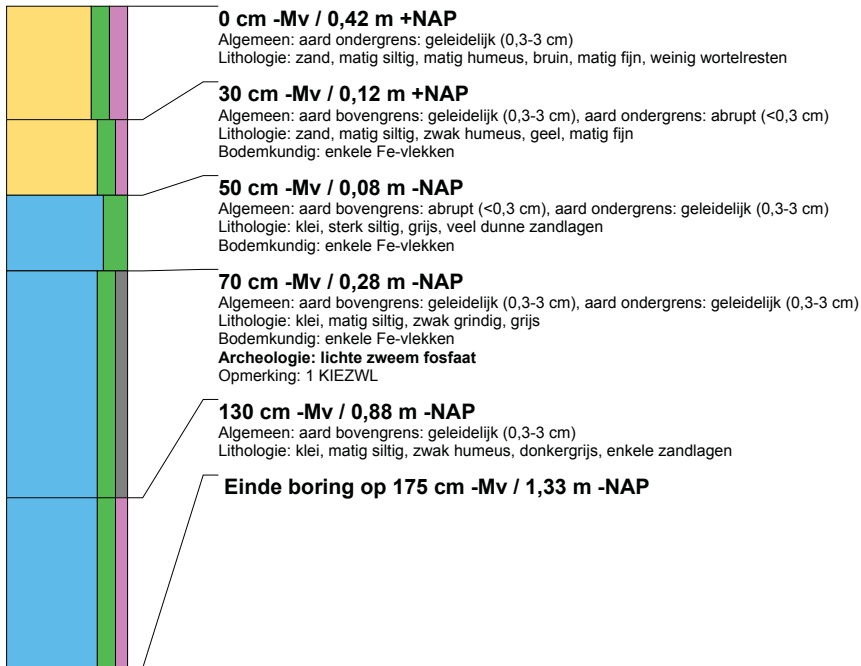 0 cm -Mv / 0,42 m +NAP
Algemeen: aard ondergrens: geleidelijk (0,3-3 cm)
Lithologie: zand, matig siltig, matig humeus, bruin, matig fijn, weinig wortelresten
30 cm -Mv / 0,12 m +NAP
Algemeen: aard bovengrens: geleidelijk (0,3-3 cm), aard ondergrens: abrupt (<0,3 cm)
Lithologie: zand, matig siltig, zwak humeus, geel, matig fijn
Bodemkundig: enkele Fe-vlekken
50 cm -Mv / 0,08 m -NAP
Algemeen: aard bovengrens: abrupt (<0,3 cm), aard ondergrens: geleidelijk (0,3-3 cm)
Lithologie: klei, sterk siltig, grijs, veel dunne zandlagen
Bodemkundig: enkele Fe-vlekken
70 cm -Mv / 0,28 m -NAP
Algemeen: aard bovengrens: geleidelijk (0,3-3 cm), aard ondergrens: geleidelijk (0,3-3 cm)
Lithologie: klei, matig siltig, zwak grindig, grijs
Bodemkundig: enkele Fe-vlekken
Archeologie: lichte zweem fosfaat
Opmerking: 1 KIEZWL
130 cm -Mv / 0,88 m -NAP
Algemeen: aard bovengrens: geleidelijk (0,3-3 cm)
Lithologie: klei, matig siltig, zwak humeus, donkergrijs, enkele zandlagen
Einde boring op 175 cm -Mv / 1,33 m -NAP